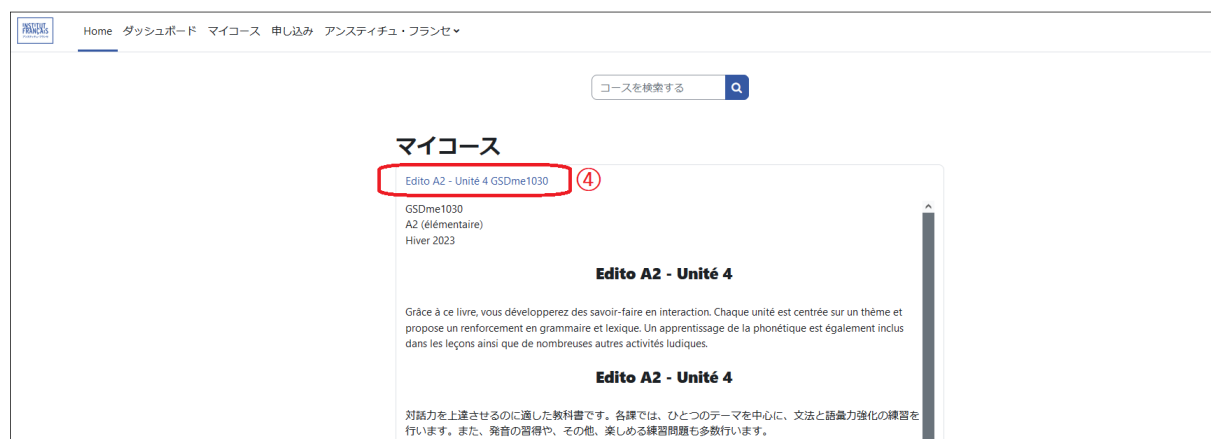 INSTITUT
FRANÇAIS
Home ダッシュボード マイコース 申し込み アンスティチュ・フランセ
コースを検索する
マイコース
Edito A2 - Unité 4 GSDme1030 ④
GSDme1030
A2 (élémentaire)
Hiver 2023
Edito A2 - Unité 4
Grâce à ce livre, vous développerez des savoir-faire en interaction. Chaque unité est centrée sur un thème et
propose un renforcement en grammaire et lexique. Un apprentissage de la phonétique est également inclus
dans les leçons ainsi que de nombreuses autres activités ludiques.
Edito A2 - Unité 4
対話力を上達させるのに適した教科書です。各課では、ひとつのテーマを中心に、文法と語彙力強化の練習を
行います。また、発音の習得や、その他、楽しめる練習問題も多数行います。